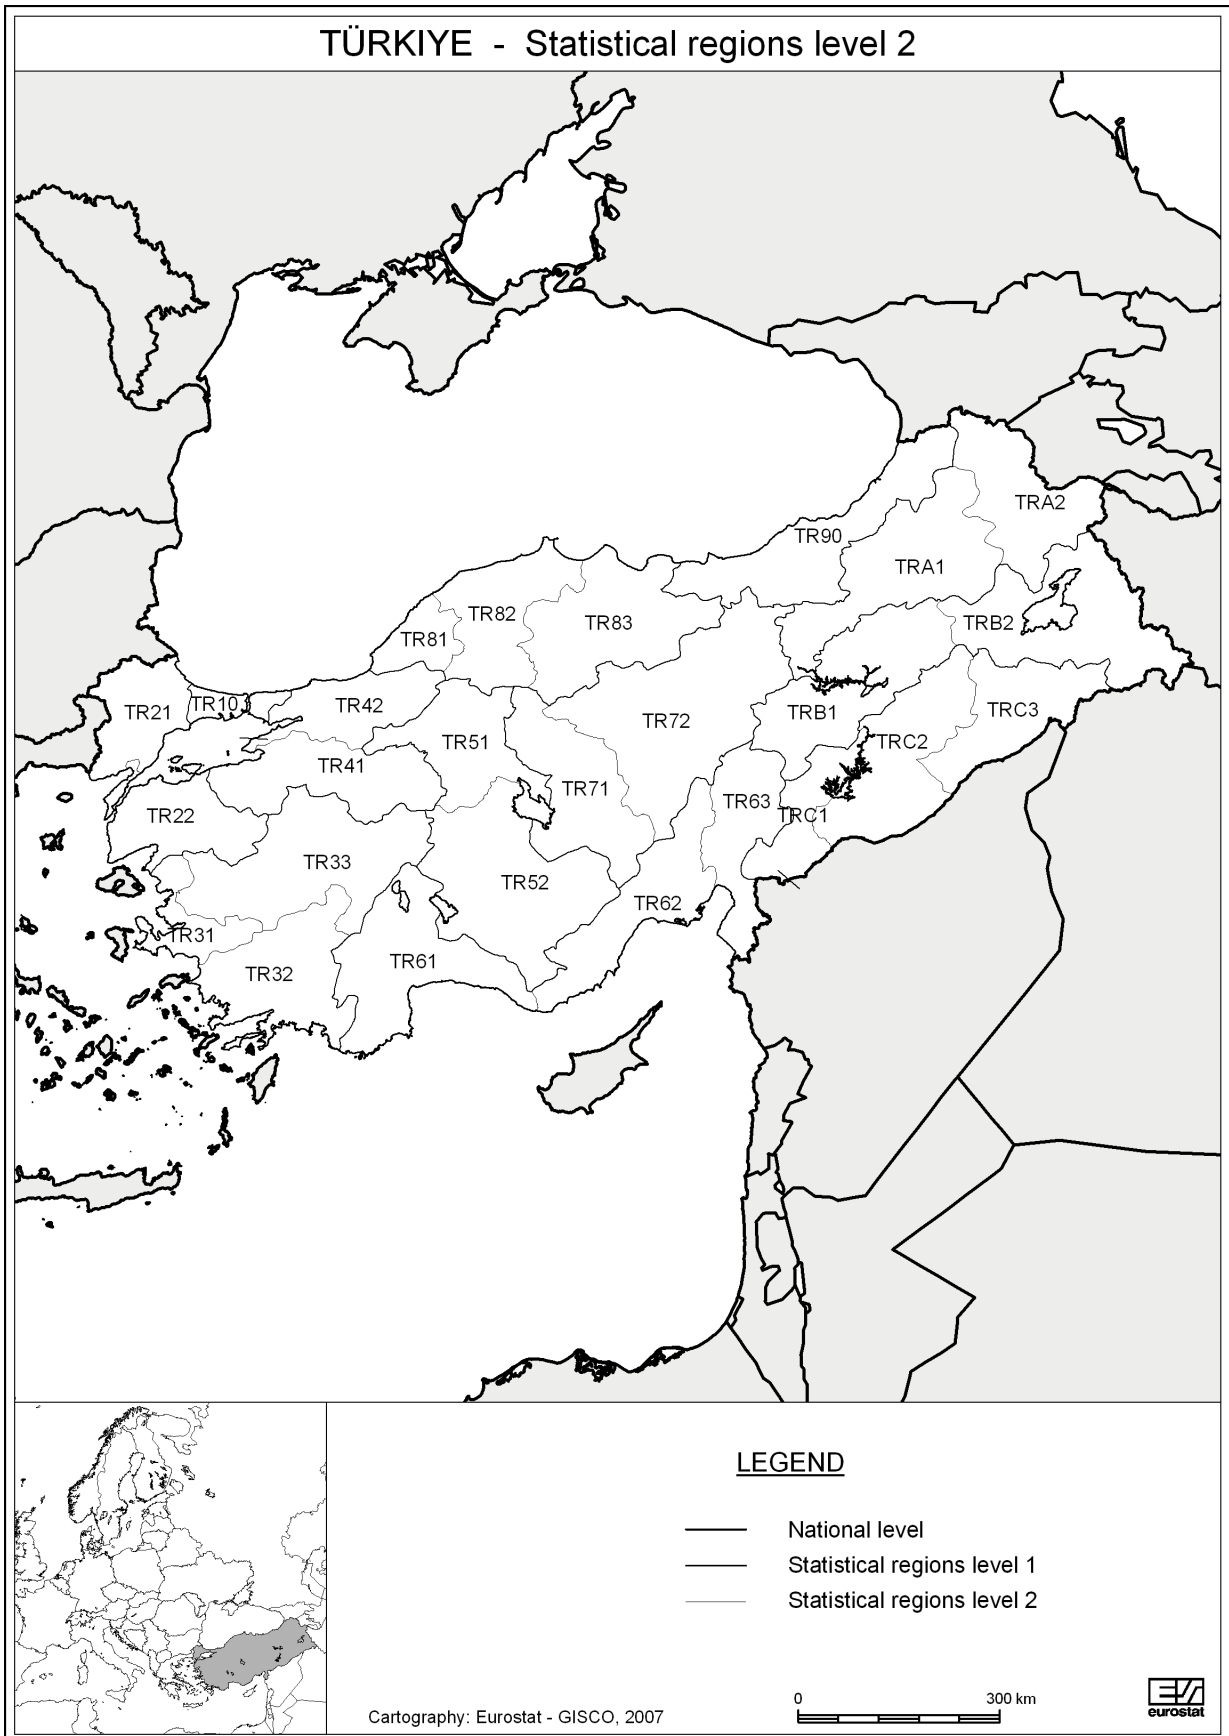 TÜRKIYE - Statistical regions level 2
TRA2
TR90
TRA1
TR82
TR83
TRB2
TR81
TR10
TR42
TR21
TRC3
TRB1
TR72
TR51
TRC2
TR41
TR71
TR63
TR22
TRC1
TR33
TR52
TR62
TR31
TR61
TR32
LEGEND
National level
Statistical regions level 1
Statistical regions level 2
0 300 km
Cartography: Eurostat - GISCO, 2007
eurostat